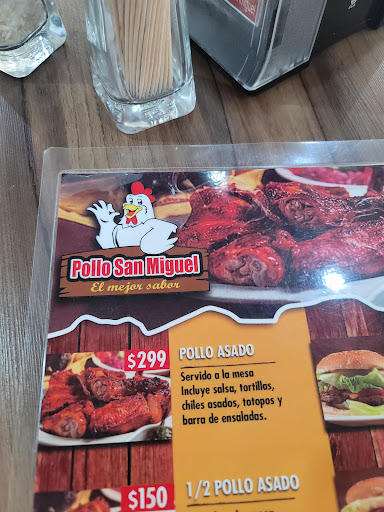 Pollo San Miguel
El mejor sabor
$299
POLLO ASADO
Servido a la mesa
Incluye salsa, tortillas,
chiles asados, totopos y
barra de ensaladas.
$150
1/2 POLLO ASADO